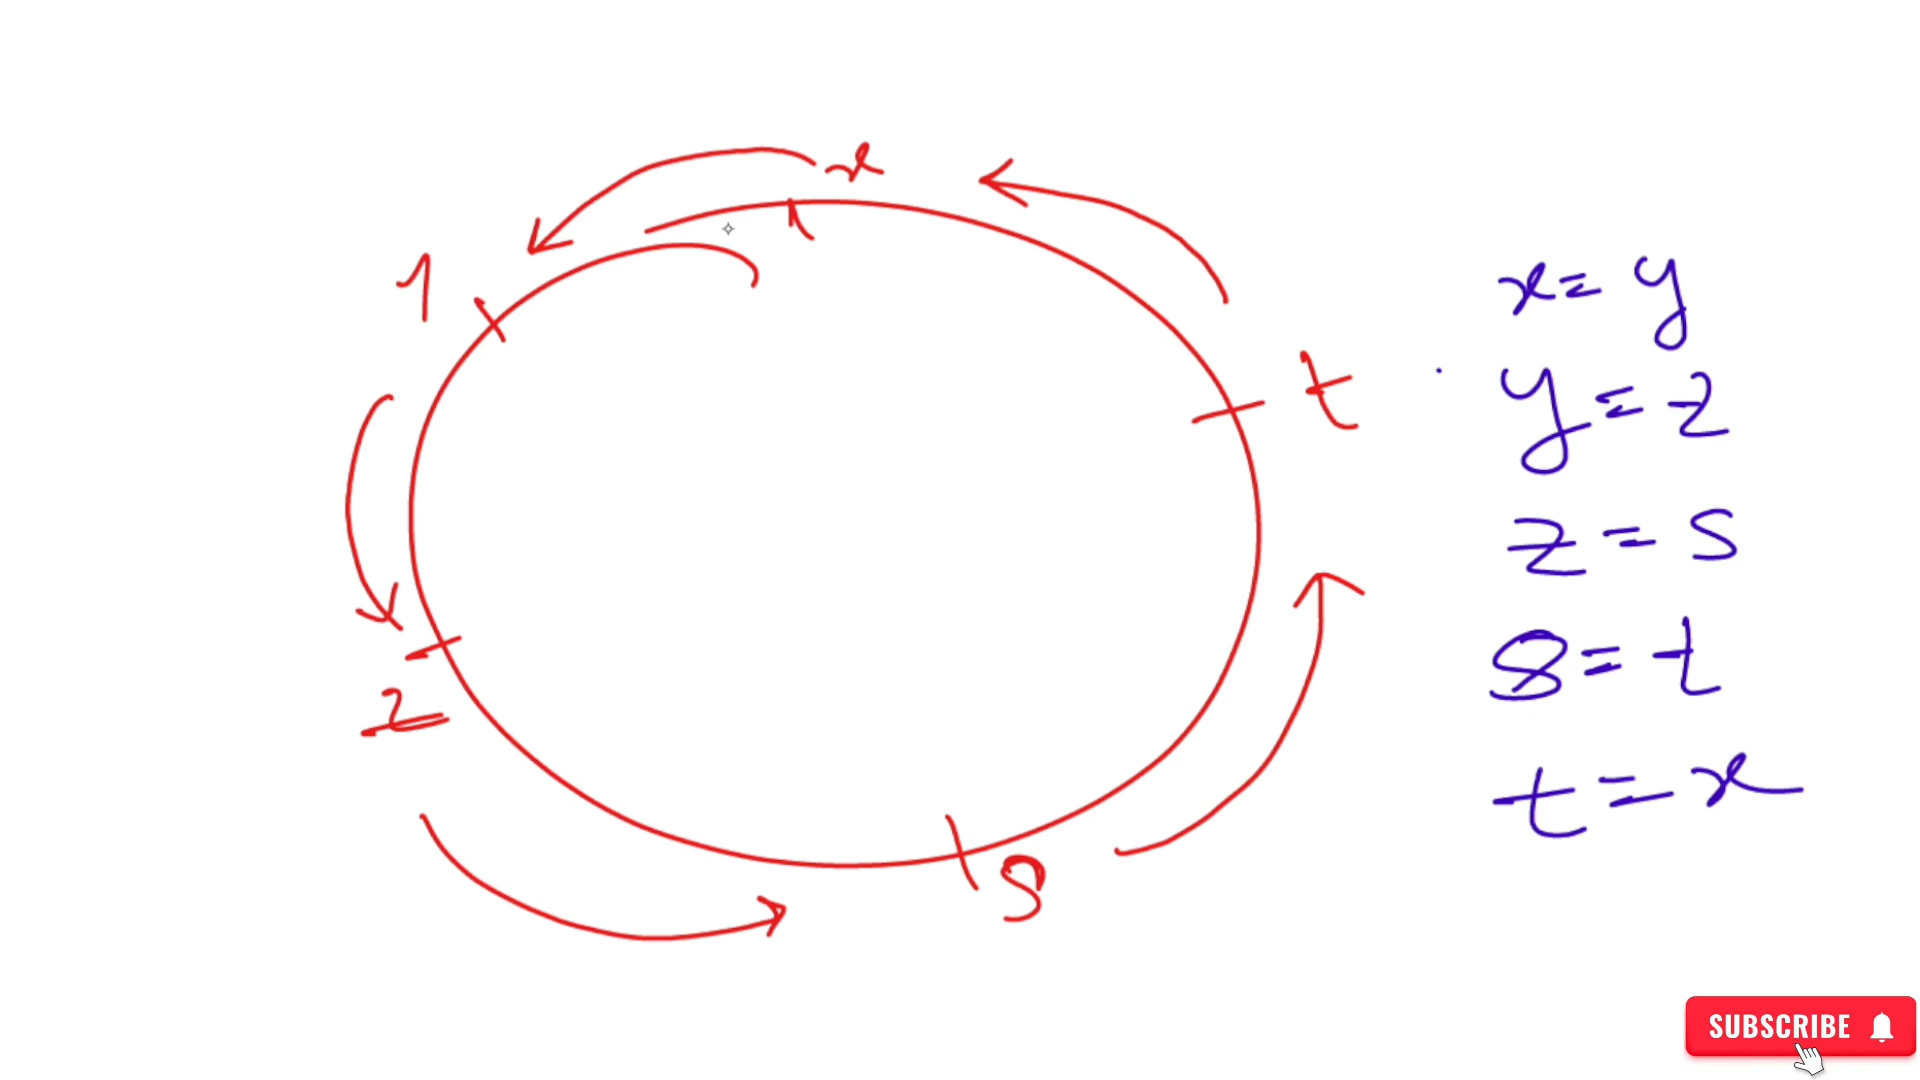 x
1
t
2
s
x = y
y = z
z = s
s = t
t = x
SUBSCRIBE